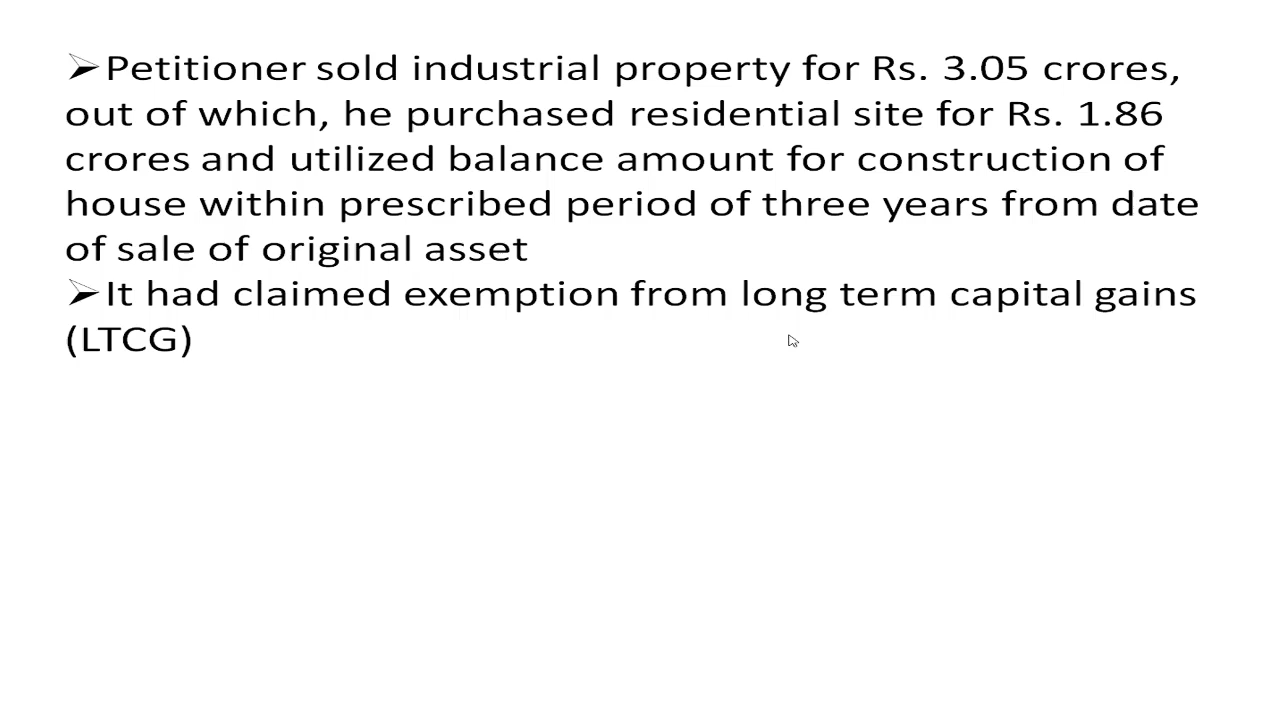 ➢Petitioner sold industrial property for Rs. 3.05 crores,
out of which, he purchased residential site for Rs. 1.86
crores and utilized balance amount for construction of
house within prescribed period of three years from date
of sale of original asset
➢It had claimed exemption from long term capital gains
(LTCG)